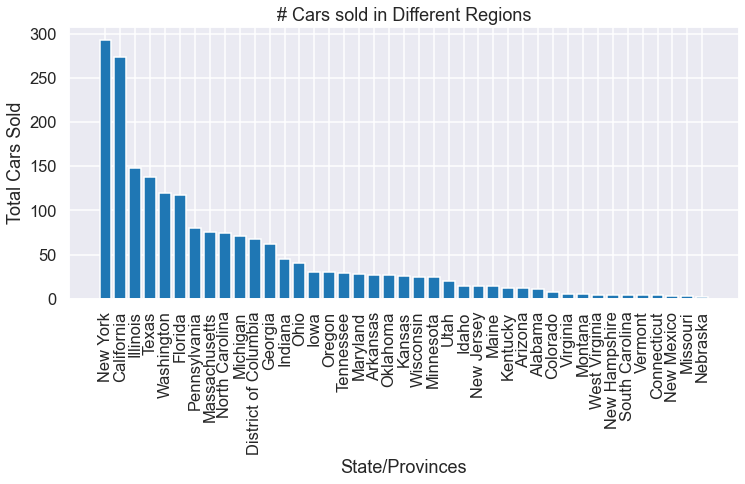 # Cars sold in Different Regions
300
250
200
150
100
50
0
Total Cars Sold
New York
California
Illinois
Texas
Washington
Florida
Pennsylvania
Massachusetts
North Carolina
Michigan
District of Columbia
Georgia
Indiana
Ohio
Iowa
Oregon
Tennessee
Maryland
Arkansas
Oklahoma
Kansas
Wisconsin
Minnesota
Utah
Idaho
New Jersey
Maine
Kentucky
Arizona
Alabama
Colorado
Virginia
Montana
West Virginia
New Hampshire
South Carolina
Vermont
Connecticut
New Mexico
Missouri
Nebraska
State/Provinces